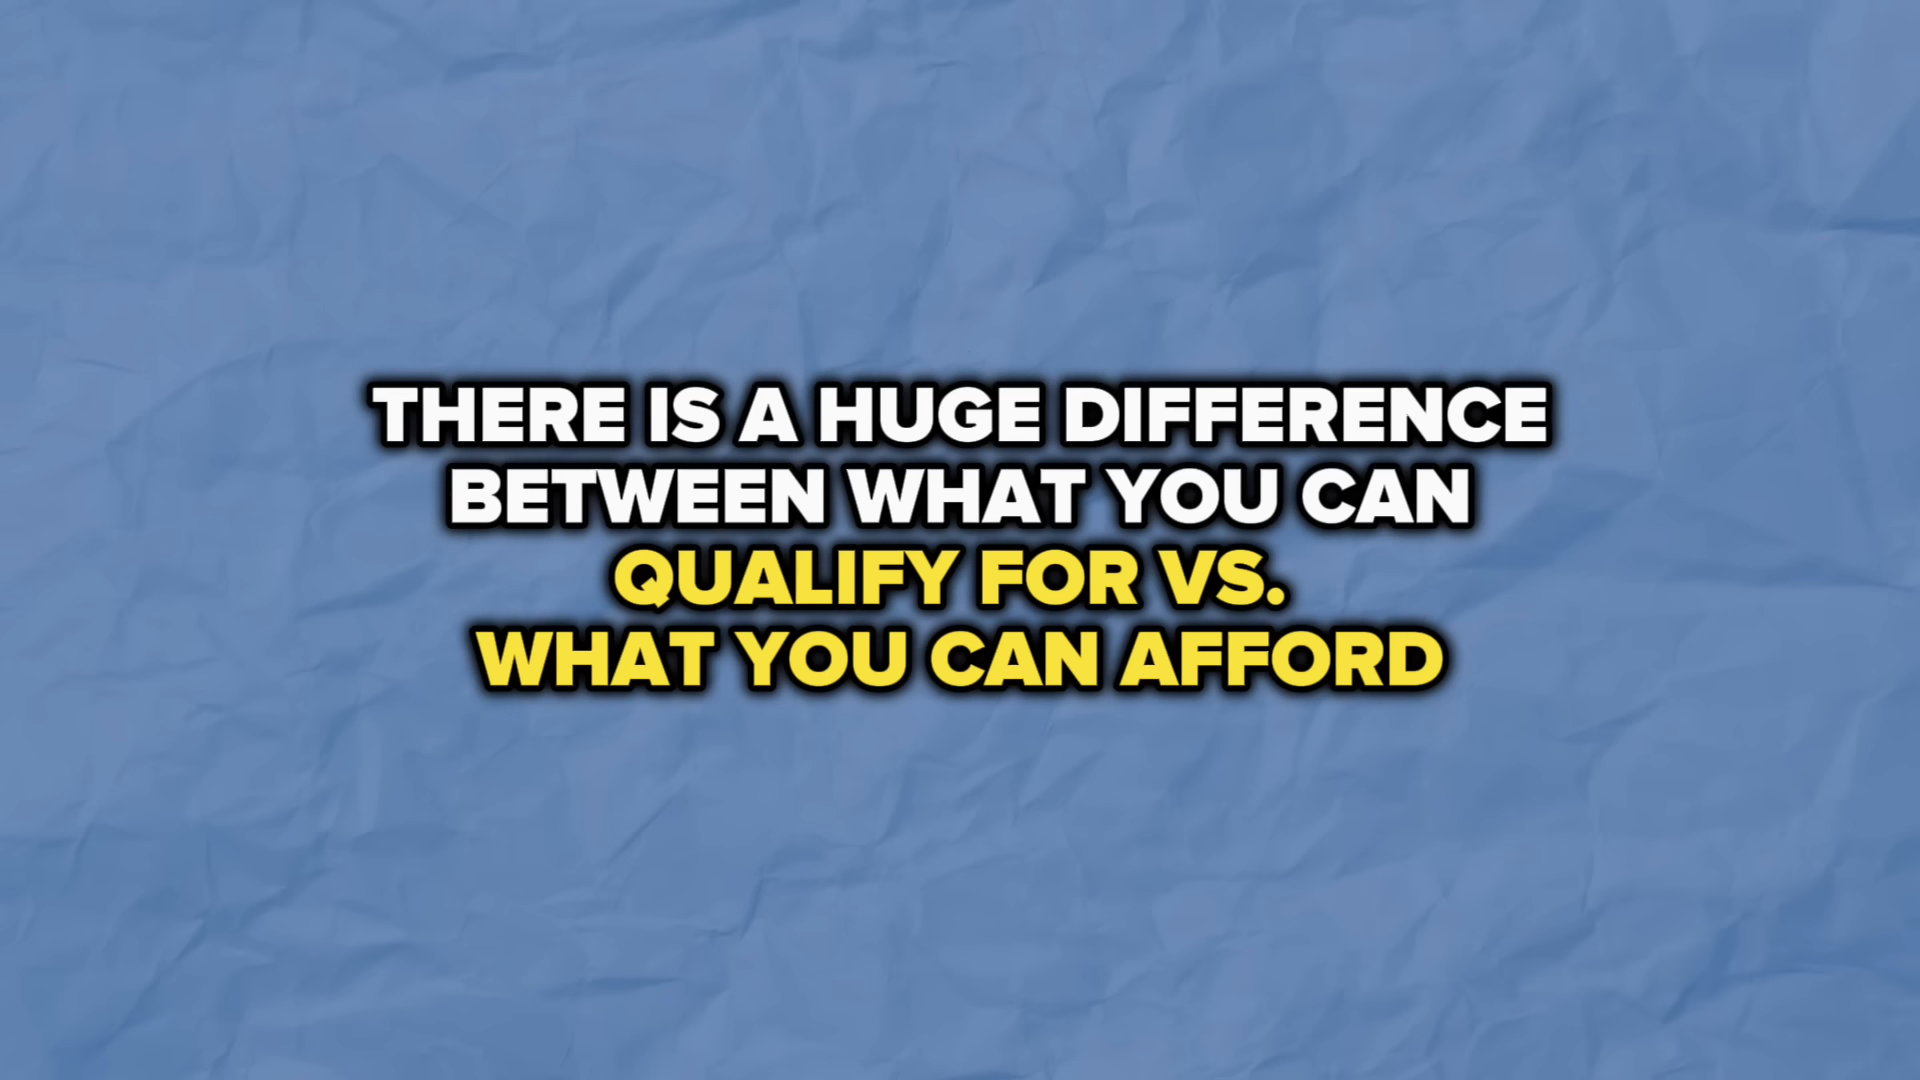 THERE IS A HUGE DIFFERENCE
BETWEEN WHAT YOU CAN
QUALIFY FOR VS.
WHAT YOU CAN AFFORD